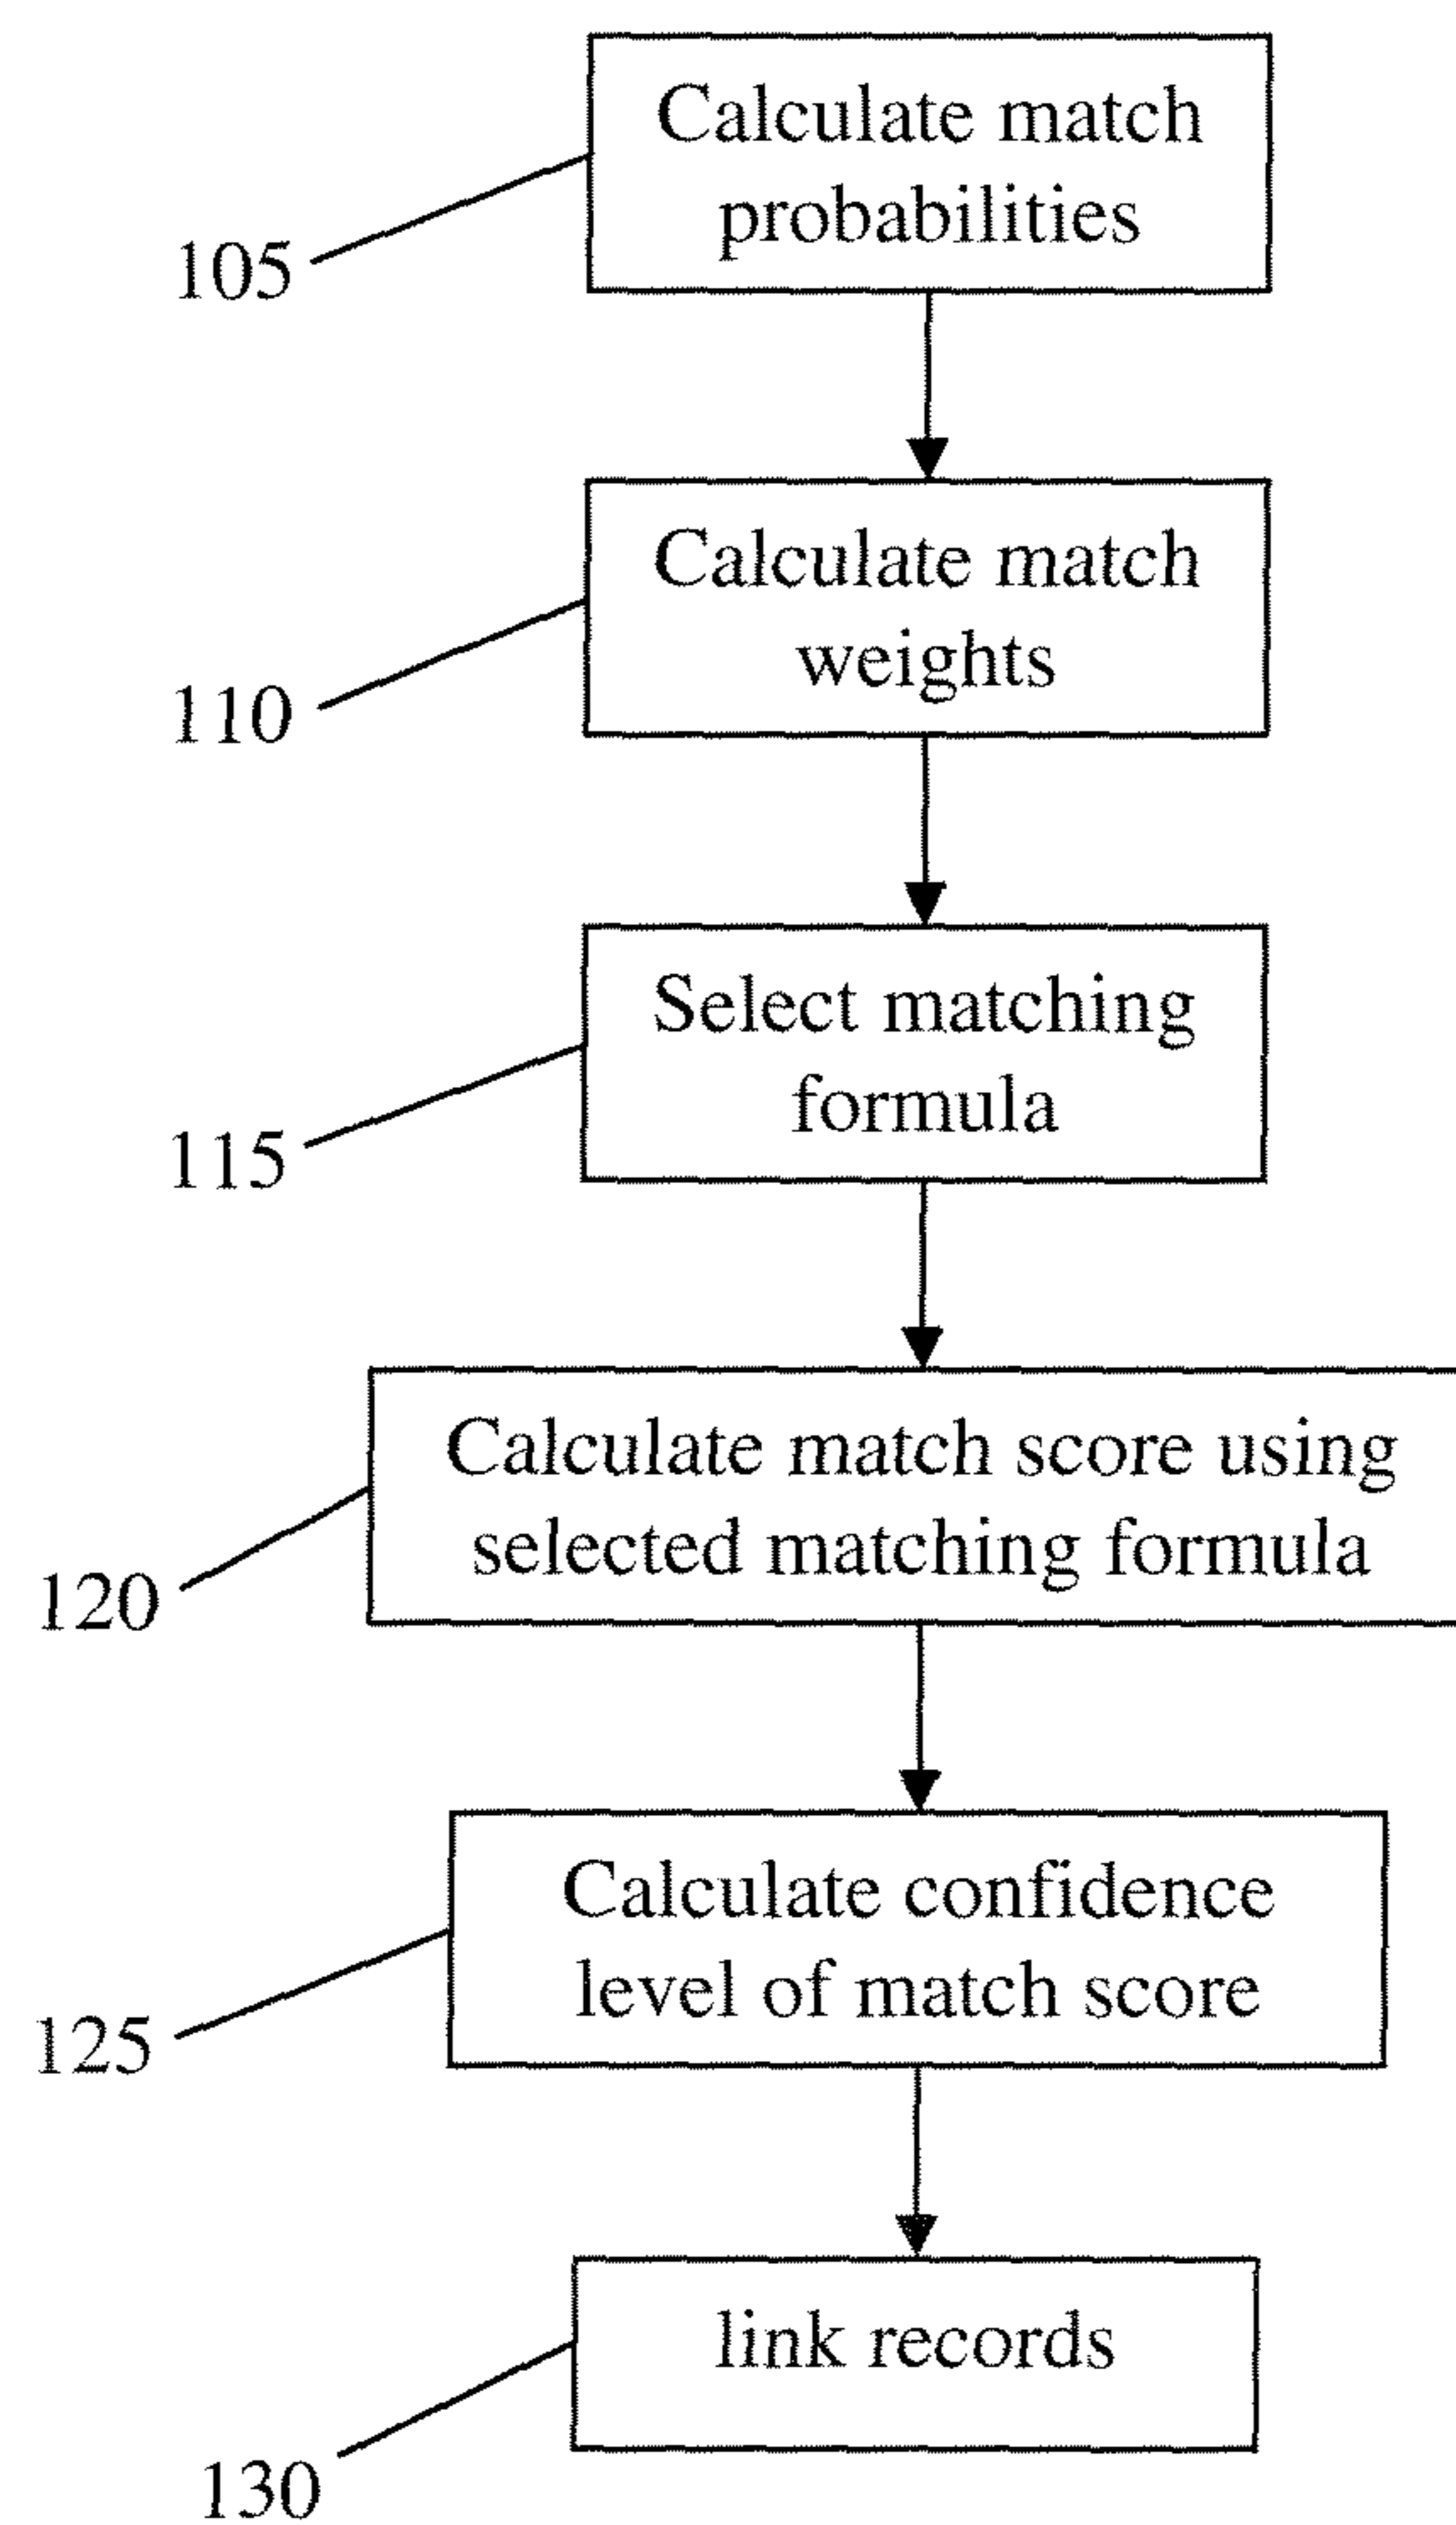 Calculate match
probabilities
105
Calculate match
weights
110
Select matching
formula
115
Calculate match score using
selected matching formula
120
Calculate confidence
level of match score
125
link records
130